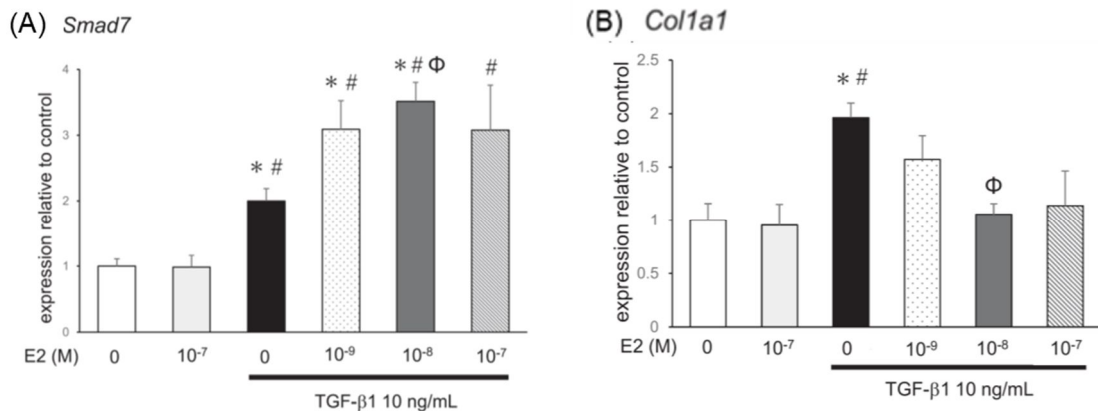 (A) Smad7
expression relative to control
4
3
2
1
0
* #
* #
* # Φ
#
E2 (M) 0 10⁻⁷ 0 10⁻⁹ 10⁻⁸ 10⁻⁷
TGF-β1 10 ng/mL
(B) Col1a1
expression relative to control
2.5
2
1.5
1
0.5
0
* #
Φ
E2 (M) 0 10⁻⁷ 0 10⁻⁹ 10⁻⁸ 10⁻⁷
TGF-β1 10 ng/mL